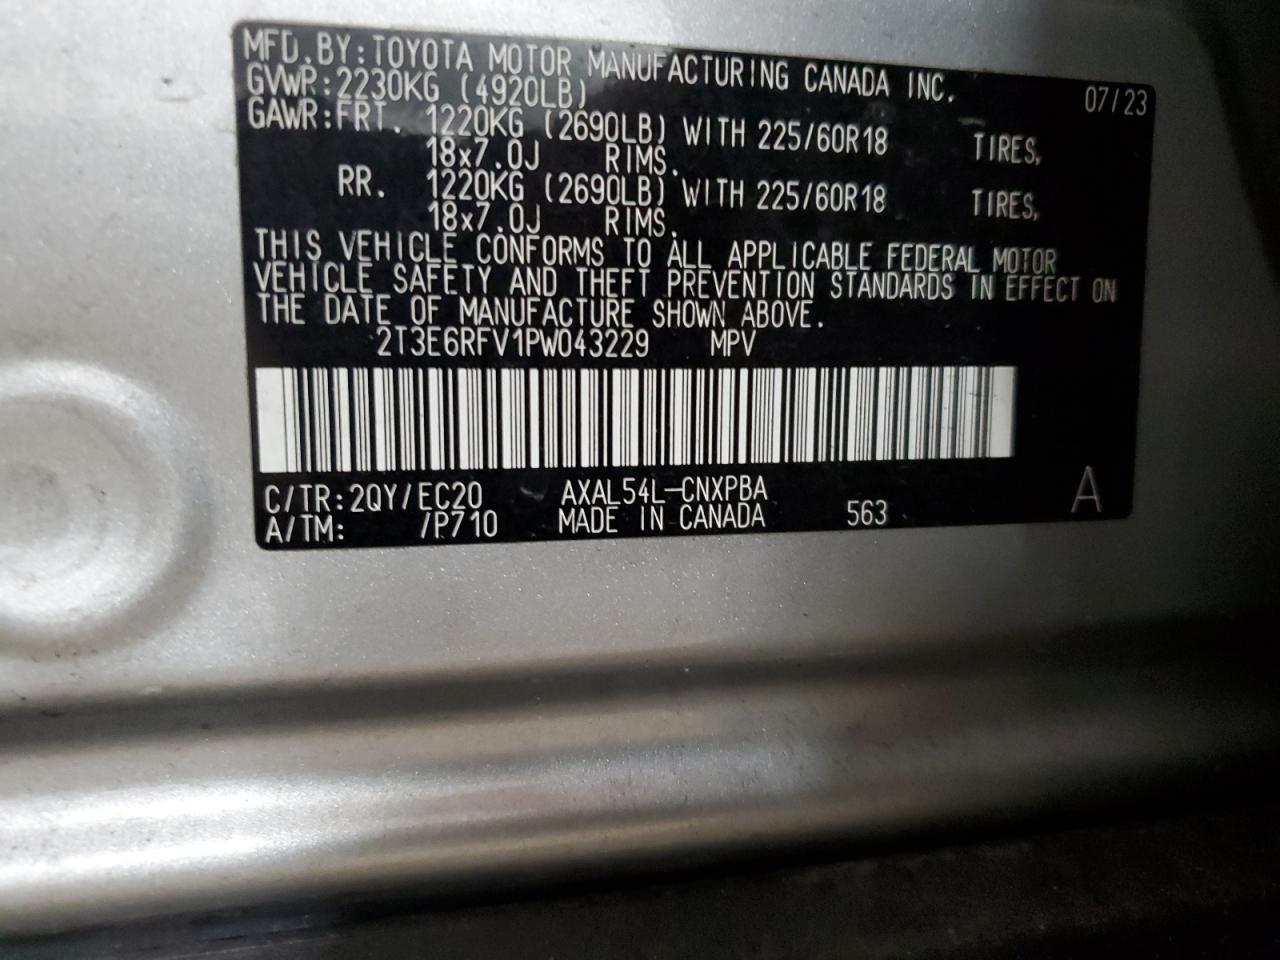 MFD.BY:TOYOTA MOTOR MANUFACTURING CANADA INC. 07/23
GVWR:2230KG (4920LB)
GAWR:FRT. 1220KG (2690LB) WITH 225/60R18 TIRES,
18x7.0J RIMS.
RR. 1220KG (2690LB) WITH 225/60R18 TIRES,
18x7.0J RIMS.
THIS VEHICLE CONFORMS TO ALL APPLICABLE FEDERAL MOTOR
VEHICLE SAFETY AND THEFT PREVENTION STANDARDS IN EFFECT ON
THE DATE OF MANUFACTURE SHOWN ABOVE.
2T3E6RFV1PW043229 MPV
C/TR:2QY/EC20 AXAL54L-CNXPBA A
A/TM: /P710 MADE IN CANADA 563